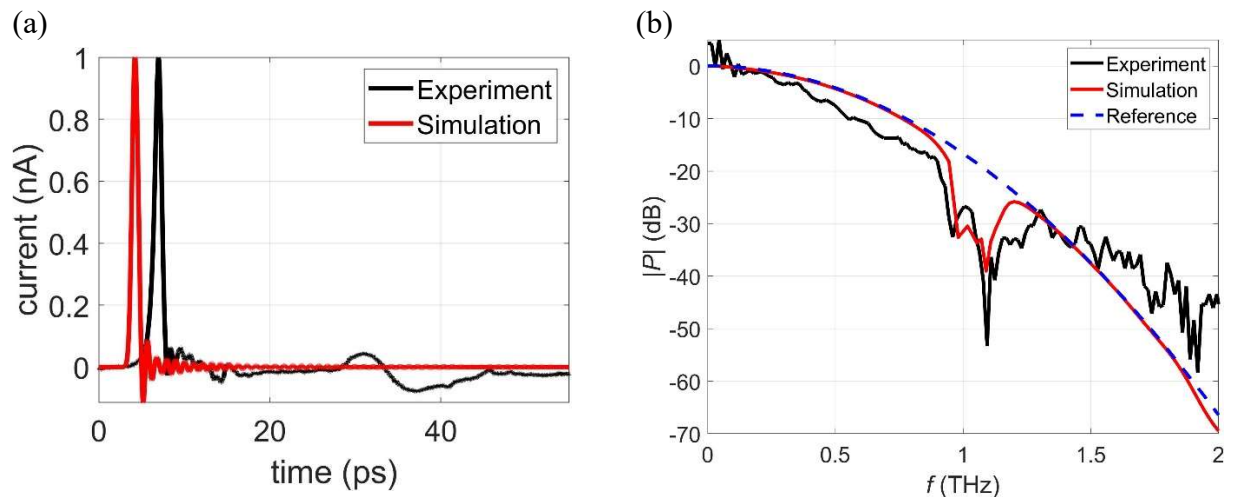 (a)
1
0.8
0.6
0.4
0.2
0
current (nA)
Experiment
Simulation
0 20 40
time (ps)
(b)
0
-10
-20
-30
-40
-50
-60
-70
|P| (dB)
Experiment
Simulation
Reference
0 0.5 1 1.5 2
f (THz)